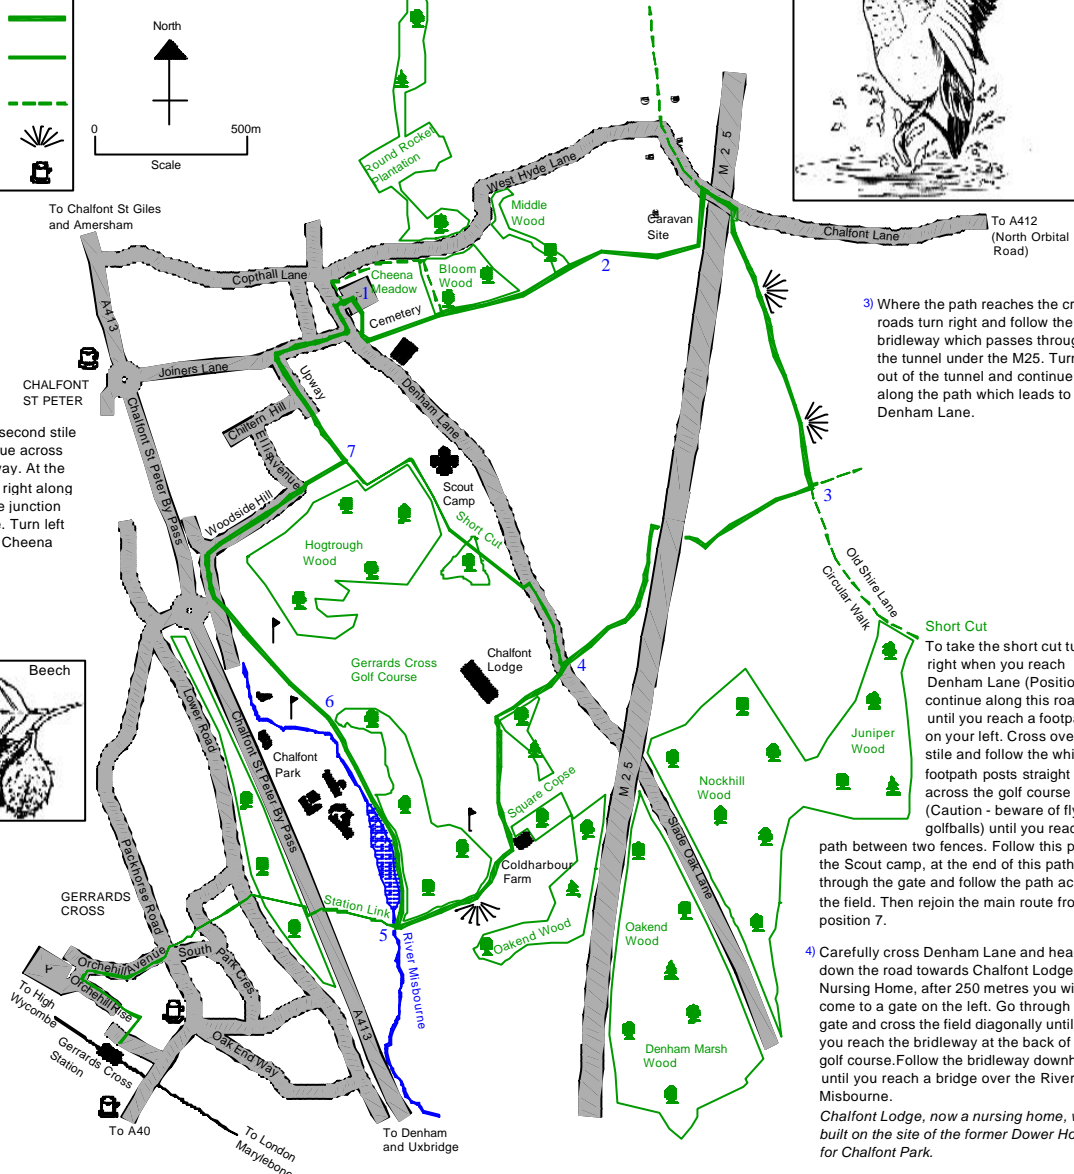 North
0 500m
Scale
To Chalfont St Giles
and Amersham
Round Rocket
Plantation
West Hyde Lane
Middle
Wood
Caravan
Site
M 2 5
Chalfont Lane
To A412
(North Orbital
Road)
Copthall Lane
Cheena
Meadow
Bloom
Wood
1
2
Cemetery
A413
Joiners Lane
CHALFONT
ST PETER
Upway
Denham Lane
Chiltern Hill
Ellis Avenue
Chalfont St Peter By Pass
7
Scout
Camp
Woodside Hill
Short Cut
Hogtrough
Wood
3
Old Shire Lane
Circular Walk
second stile
ue across
way. At the
right along
e junction
e. Turn left
Cheena
3) Where the path reaches the
roads turn right and follow the
bridleway which passes
the tunnel under the M25. Turn
out of the tunnel and continue
along the path which leads to
Denham Lane.
Beech
Gerrards Cross
Golf Course
Chalfont
Lodge
4
6
Lower Road
Chalfont St Peter By Pass
Chalfont
Park
Square Copse
Coldharbour
Farm
M 2 5
Slade Oak Lane
Nockhill
Wood
Juniper
Wood
Short Cut
To take the short cut
right when you reach
Denham Lane
continue along this
until you reach a
on your left. Cross
stile and follow the
footpath posts straight
across the golf course
(Caution - beware of
golfballs) until you
path between two fences. Follow this
the Scout camp, at the end of this path
through the gate and follow the path
the field. Then rejoin the main route
position 7.
GERRARDS
CROSS
Packhorse Road
Station Link
5
River Misbourne
Oakend Wood
Oakend
Wood
Denham Marsh
Wood
Orchehill Avenue
Orchehill Rise
South Park Cres
Oak End Way
A413
To High
Wycombe
Gerrards Cross
Station
To A40
To London
Marylebone
To Denham
and Uxbridge
4) Carefully cross Denham Lane and
down the road towards Chalfont Lodge
Nursing Home, after 250 metres you
come to a gate on the left. Go through
gate and cross the field diagonally until
you reach the bridleway at the back of
golf course.Follow the bridleway
until you reach a bridge over the River
Misbourne.
Chalfont Lodge, now a nursing home,
built on the site of the former Dower
for Chalfont Park.